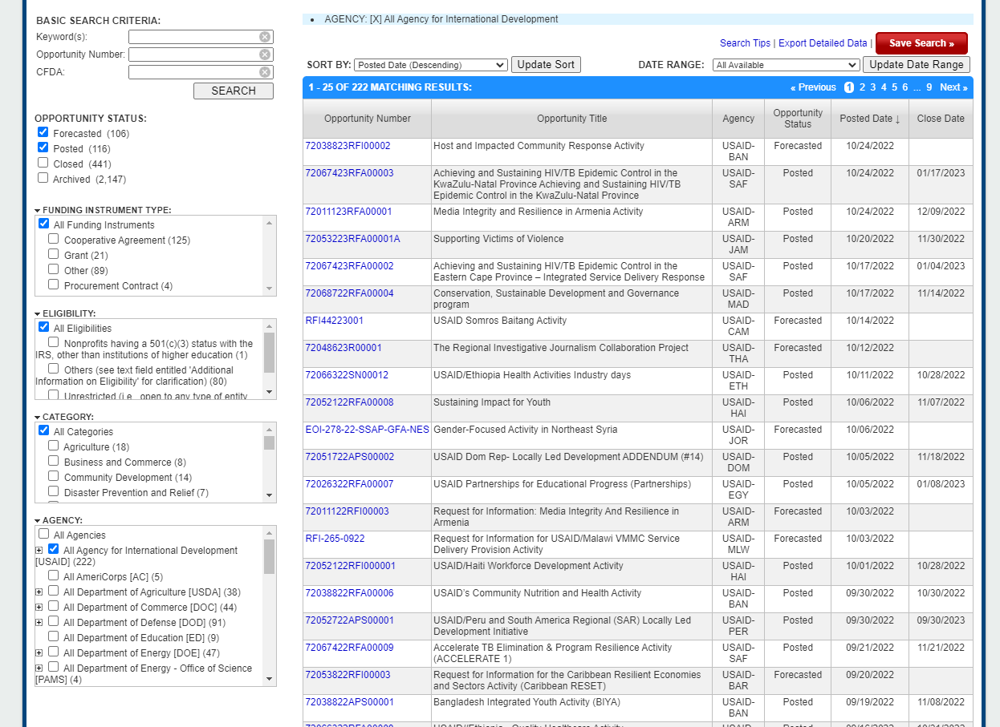 BASIC SEARCH CRITERIA:
Keyword(s):
Opportunity Number:
CFDA:
SEARCH
OPPORTUNITY STATUS:
Forecasted (106)
Posted (116)
Closed (441)
Archived (2,147)
FUNDING INSTRUMENT TYPE:
All Funding Instruments
Cooperative Agreement (125)
Grant (21)
Other (89)
Procurement Contract (4)
ELIGIBILITY:
All Eligibilities
Nonprofits having a 501(c)(3) status with the
IRS, other than institutions of higher education (1)
Others (see text field entitled 'Additional
Information on Eligibility' for clarification) (80)
Unrestricted (i.e., open to any type of entity
CATEGORY:
All Categories
Agriculture (18)
Business and Commerce (8)
Community Development (14)
Disaster Prevention and Relief (7)
AGENCY:
All Agencies
All Agency for International Development
[USAID] (222)
All AmeriCorps [AC] (5)
All Department of Agriculture [USDA] (38)
All Department of Commerce [DOC] (44)
All Department of Defense [DOD] (91)
All Department of Education [ED] (9)
All Department of Energy [DOE] (47)
All Department of Energy - Office of Science
[PAMS] (4)
• AGENCY: [X] All Agency for International Development
Search Tips | Export Detailed Data | Save Search »
SORT BY: Posted Date (Descending) Update Sort DATE RANGE: All Available Update Date Range
1 - 25 OF 222 MATCHING RESULTS: « Previous 1 2 3 4 5 6 ... 9 Next »
Opportunity Number Opportunity Title Agency Opportunity Status Posted Date ↓ Close Date
72038823RFI00002 Host and Impacted Community Response Activity USAID- Forecasted 10/24/2022
BAN
72067423RFA00003 Achieving and Sustaining HIV/TB Epidemic Control in the USAID- Posted 10/24/2022 01/17/2023
KwaZulu-Natal Province Achieving and Sustaining HIV/TB SAF
Epidemic Control in the KwaZulu-Natal Province
72011123RFA00001 Media Integrity and Resilience in Armenia Activity USAID- Posted 10/24/2022 12/09/2022
ARM
72053223RFA00001A Supporting Victims of Violence USAID- Posted 10/20/2022 11/30/2022
JAM
72067423RFA00002 Achieving and Sustaining HIV/TB Epidemic Control in the USAID- Posted 10/17/2022 01/04/2023
Eastern Cape Province – Integrated Service Delivery Response SAF
72068722RFA00004 Conservation, Sustainable Development and Governance USAID- Posted 10/17/2022 11/14/2022
program MAD
RFI44223001 USAID Somros Baitang Activity USAID- Forecasted 10/14/2022
CAM
72048623R00001 The Regional Investigative Journalism Collaboration Project USAID- Forecasted 10/12/2022
THA
72066322SN00012 USAID/Ethiopia Health Activities Industry days USAID- Posted 10/11/2022 10/28/2022
ETH
72052122RFA00008 Sustaining Impact for Youth USAID- Posted 10/06/2022 11/07/2022
HAI
EOI-278-22-SSAP-GFA-NES Gender-Focused Activity in Northeast Syria USAID- Forecasted 10/06/2022
JOR
72051722APS00002 USAID Dom Rep- Locally Led Development ADDENDUM (#14) USAID- Posted 10/05/2022 11/18/2022
DOM
72026322RFA00007 USAID Partnerships for Educational Progress (Partnerships) USAID- Posted 10/05/2022 01/08/2023
EGY
72011122RFI00003 Request for Information: Media Integrity And Resilience in USAID- Forecasted 10/03/2022
Armenia ARM
RFI-265-0922 Request for Information for USAID/Malawi VMMC Service USAID- Forecasted 10/03/2022
Delivery Provision Activity MLW
72052122RFI000001 USAID/Haiti Workforce Development Activity USAID- Posted 10/01/2022 10/28/2022
HAI
72038822RFA00006 USAID's Community Nutrition and Health Activity USAID- Posted 09/30/2022 10/30/2022
BAN
72052722APS00001 USAID/Peru and South America Regional (SAR) Locally Led USAID- Posted 09/30/2022 09/30/2023
Development Initiative PER
72067422RFA00009 Accelerate TB Elimination & Program Resilience Activity USAID- Posted 09/21/2022 11/21/2022
(ACCELERATE 1) SAF
72053822RFI00003 Request for Information for the Caribbean Resilient Economies USAID- Forecasted 09/20/2022
and Sectors Activity (Caribbean RESET) BAR
72038822APS00001 Bangladesh Integrated Youth Activity (BIYA) USAID- Posted 09/19/2022 11/08/2022
BAN